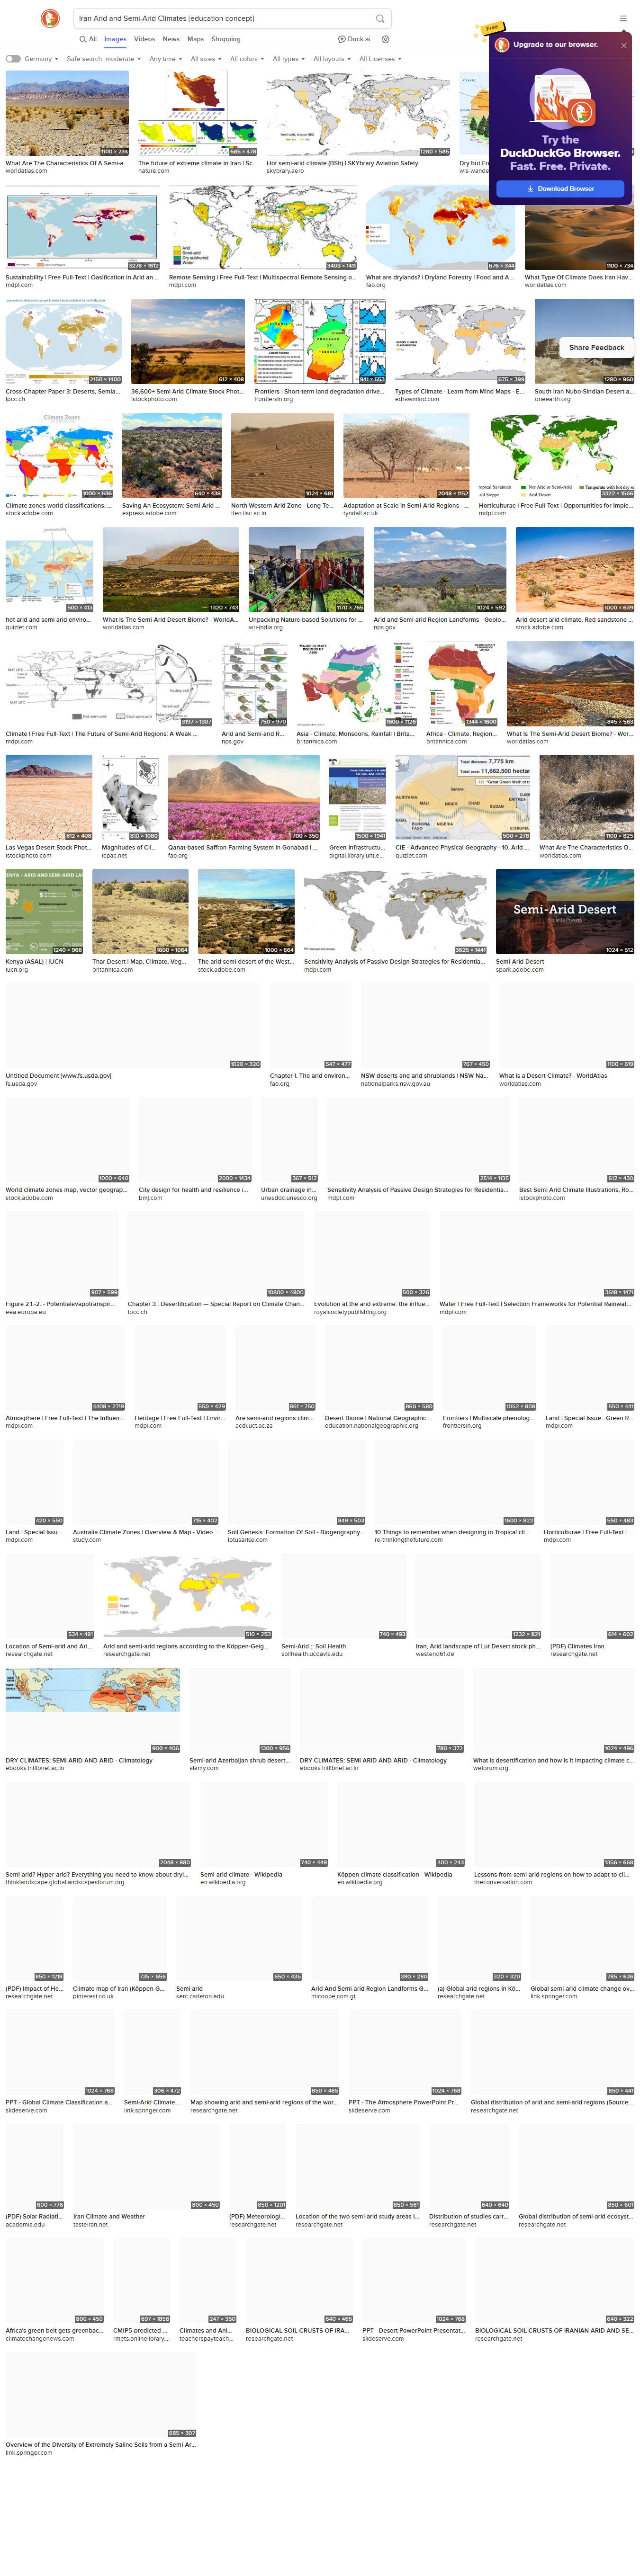 Iran Arid and Semi-Arid Climates [education concept]
All Images Videos News Maps Shopping Duck.ai
Germany Safe search: moderate Any time All sizes All colors All types All layouts All Licenses
Free
Upgrade to our browser.
Try the
DuckDuckGo Browser.
Fast. Free. Private.
Download Browser
Share Feedback
1100 × 734
685 × 478
1280 × 585
What Are The Characteristics Of A Semi-a...
worldatlas.com
The future of extreme climate in Iran | Sc...
nature.com
Hot semi-arid climate (BSh) | SKYbrary Aviation Safety
skybrary.aero
Dry but Fr
wis-wande
3278 × 1612
3403 × 1411
676 × 344
1100 × 734
Sustainability | Free Full-Text | Oasification in Arid an...
mdpi.com
Remote Sensing | Free Full-Text | Multispectral Remote Sensing o...
mdpi.com
What are drylands? | Dryland Forestry | Food and A...
fao.org
What Type Of Climate Does Iran Hav...
worldatlas.com
2150 × 1400
612 × 408
941 × 553
675 × 399
1280 × 960
Cross-Chapter Paper 3: Deserts, Semia...
ipcc.ch
36,600+ Semi Arid Climate Stock Phot...
istockphoto.com
Frontiers | Short-term land degradation drive...
frontiersin.org
Types of Climate - Learn from Mind Maps - E...
edrawmind.com
South Iran Nubo-Sindian Desert a...
oneearth.org
Climate Zones
1000 × 636
640 × 438
1024 × 681
2048 × 1152
3322 × 1566
Climate zones world classifications. ...
stock.adobe.com
Saving An Ecosystem: Semi-Arid ...
express.adobe.com
North-Western Arid Zone - Long Te...
lteo.iisc.ac.in
Adaptation at Scale in Semi-Arid Regions - ...
tyndall.ac.uk
Horticulturae | Free Full-Text | Opportunities for Imple...
mdpi.com
500 × 413
1320 × 743
1170 × 765
1024 × 592
1000 × 639
hot arid and semi arid enviro...
quizlet.com
What Is The Semi-Arid Desert Biome? - WorldA...
worldatlas.com
Unpacking Nature-based Solutions for ...
wri-india.org
Arid and Semi-arid Region Landforms - Geolo...
nps.gov
Arid desert climate. Red sandstone ...
stock.adobe.com
3187 × 1307
750 × 970
1600 × 1126
1344 × 1600
845 × 563
Climate | Free Full-Text | The Future of Semi-Arid Regions: A Weak ...
mdpi.com
Arid and Semi-arid R...
nps.gov
Asia - Climate, Monsoons, Rainfall | Brita...
britannica.com
Africa - Climate, Region...
britannica.com
What Is The Semi-Arid Desert Biome? - Wor...
worldatlas.com
Total distance: 7,775 km
Total area: 11,662,500 hectar
612 × 408
810 × 1080
700 × 350
1500 × 1941
500 × 278
1100 × 825
Las Vegas Desert Stock Phot...
istockphoto.com
Magnitudes of Cli...
icpac.net
Qanat-based Saffron Farming System in Gonabad | ...
fao.org
Green Infrastructu...
digital.library.unt.e...
CIE - Advanced Physical Geography - 10. Arid ...
quizlet.com
What Are The Characteristics O...
worldatlas.com
ENYA - ARID AND SEMI-ARID LAN
Semi-Arid Desert
1240 × 968
1600 × 1064
1000 × 664
3625 × 1441
1024 × 512
Kenya (ASAL) | IUCN
iucn.org
Thar Desert | Map, Climate, Veg...
britannica.com
The arid semi-desert of the West...
stock.adobe.com
Sensitivity Analysis of Passive Design Strategies for Residentia...
mdpi.com
Semi-Arid Desert
spark.adobe.com
1020 × 320
547 × 477
767 × 450
1100 × 619
Untitled Document [www.fs.usda.gov]
fs.usda.gov
Chapter I. The arid environ...
fao.org
NSW deserts and arid shrublands | NSW Na...
nationalparks.nsw.gov.au
What is a Desert Climate? - WorldAtlas
worldatlas.com
1000 × 640
2000 × 1434
367 × 512
2514 × 1135
612 × 430
World climate zones map, vector geograp...
stock.adobe.com
City design for health and resilience i...
bmj.com
Urban drainage in...
unesdoc.unesco.org
Sensitivity Analysis of Passive Design Strategies for Residentia...
mdpi.com
Best Semi Arid Climate Illustrations, Ro...
istockphoto.com
907 × 599
10800 × 4800
500 × 326
3618 × 1471
Figure 2.1.-2. - Potentialevapotranspir...
eea.europa.eu
Chapter 3 : Desertification — Special Report on Climate Chan...
ipcc.ch
Evolution at the arid extreme: the influe...
royalsocietypublishing.org
Water | Free Full-Text | Selection Frameworks for Potential Rainwat...
mdpi.com
4408 × 2719
550 × 429
861 × 750
860 × 580
1052 × 808
550 × 441
Atmosphere | Free Full-Text | The Influen...
mdpi.com
Heritage | Free Full-Text | Envir...
mdpi.com
Are semi-arid regions clim...
acdi.uct.ac.za
Desert Biome | National Geographic ...
education.nationalgeographic.org
Frontiers | Multiscale phenolog...
frontiersin.org
Land | Special Issue : Green R...
mdpi.com
420 × 550
715 × 402
849 × 503
1600 × 822
550 × 483
Land | Special Issu...
mdpi.com
Australia Climate Zones | Overview & Map - Video...
study.com
Soil Genesis: Formation Of Soil - Biogeography...
lotusarise.com
10 Things to remember when designing in Tropical cli...
re-thinkingthefuture.com
Horticulturae | Free Full-Text | ...
mdpi.com
534 × 491
510 × 253
740 × 493
1232 × 821
614 × 602
Location of Semi-arid and Ari...
researchgate.net
Arid and semi-arid regions according to the Köppen-Geig...
researchgate.net
Semi-Arid :: Soil Health
soilhealth.ucdavis.edu
Iran, Arid landscape of Lut Desert stock ph...
westend61.de
(PDF) Climates Iran
researchgate.net
900 × 406
1300 × 956
780 × 372
1024 × 496
DRY CLIMATES: SEMI ARID AND ARID - Climatology
ebooks.inflibnet.ac.in
Semi-arid Azerbaijan shrub desert...
alamy.com
DRY CLIMATES: SEMI ARID AND ARID - Climatology
ebooks.inflibnet.ac.in
What is desertification and how is it impacting climate c...
weforum.org
2048 × 880
740 × 449
400 × 243
1356 × 668
Semi-arid? Hyper-arid? Everything you need to know about dryl...
thinklandscape.globallandscapesforum.org
Semi-arid climate - Wikipedia
en.wikipedia.org
Köppen climate classification - Wikipedia
en.wikipedia.org
Lessons from semi-arid regions on how to adapt to cli...
theconversation.com
850 × 1218
735 × 656
650 × 435
390 × 280
320 × 320
785 × 636
(PDF) Impact of He...
researchgate.net
Climate map of Iran (Köppen-G...
pinterest.co.uk
Semi arid
serc.carleton.edu
Arid And Semi-arid Region Landforms G...
micoope.com.gt
(a) Global arid regions in Kö...
researchgate.net
Global semi-arid climate change ov...
link.springer.com
1024 × 768
306 × 472
850 × 485
1024 × 768
850 × 441
PPT - Global Climate Classification a...
slideserve.com
Semi-Arid Climate...
link.springer.com
Map showing arid and semi-arid regions of the wor...
researchgate.net
PPT - The Atmosphere PowerPoint Pr...
slideserve.com
Global distribution of arid and semi-arid regions (Source...
researchgate.net
600 × 776
800 × 450
850 × 1201
850 × 561
640 × 640
850 × 601
(PDF) Solar Radiati...
academia.edu
Iran Climate and Weather
tasteiran.net
(PDF) Meteorologi...
researchgate.net
Location of the two semi-arid study areas i...
researchgate.net
Distribution of studies carr...
researchgate.net
Global distribution of semi-arid ecosyst...
researchgate.net
800 × 450
697 × 1858
247 × 350
640 × 465
1024 × 768
640 × 322
Africa's green belt gets greenbac...
climatechangenews.com
CMIP5-predicted ...
rmets.onlinelibrary....
Climates and Ani...
teacherspayteach...
BIOLOGICAL SOIL CRUSTS OF IRA...
researchgate.net
PPT - Desert PowerPoint Presentat...
slideserve.com
BIOLOGICAL SOIL CRUSTS OF IRANIAN ARID AND SE...
researchgate.net
685 × 307
Overview of the Diversity of Extremely Saline Soils from a Semi-Ar...
link.springer.com